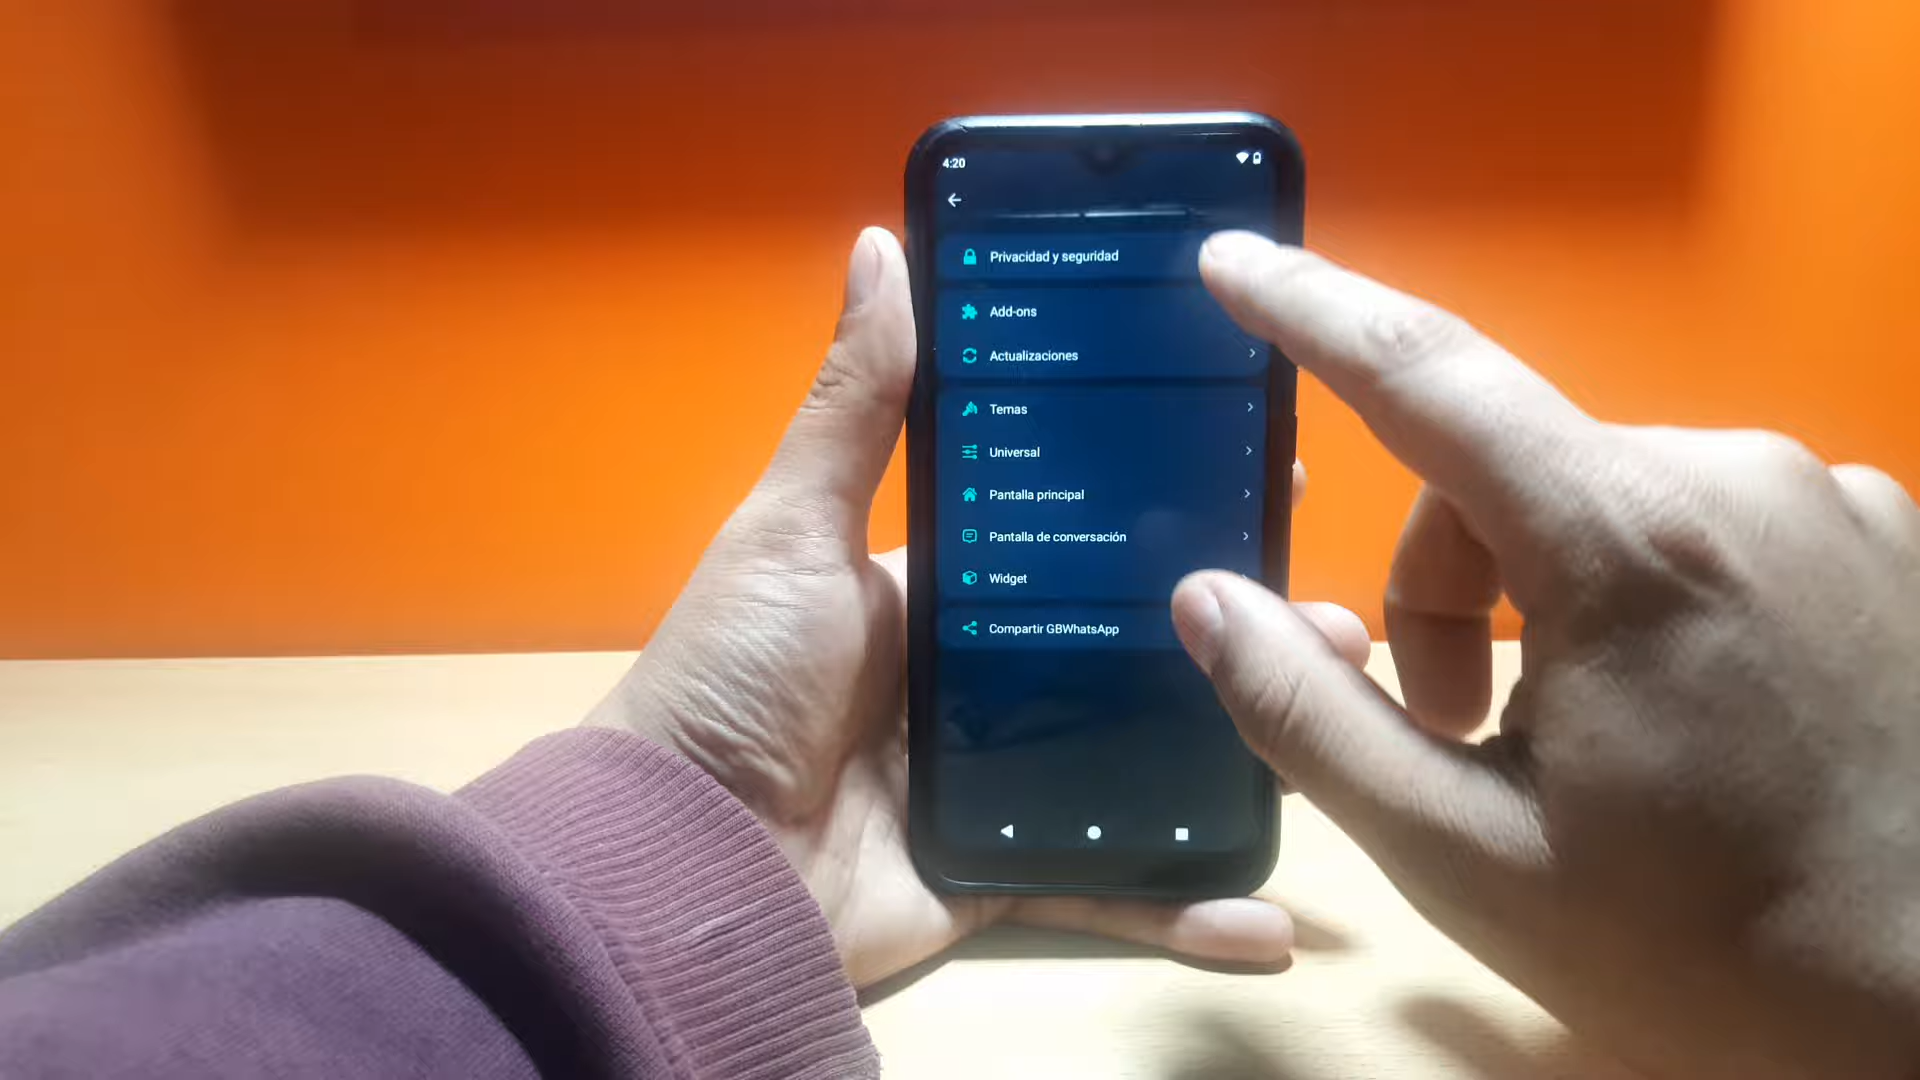 4:20
Privacidad y seguridad
Add-ons
Actualizaciones
Temas
Universal
Pantalla principal
Pantalla de conversación
Widget
Compartir GBWhatsApp